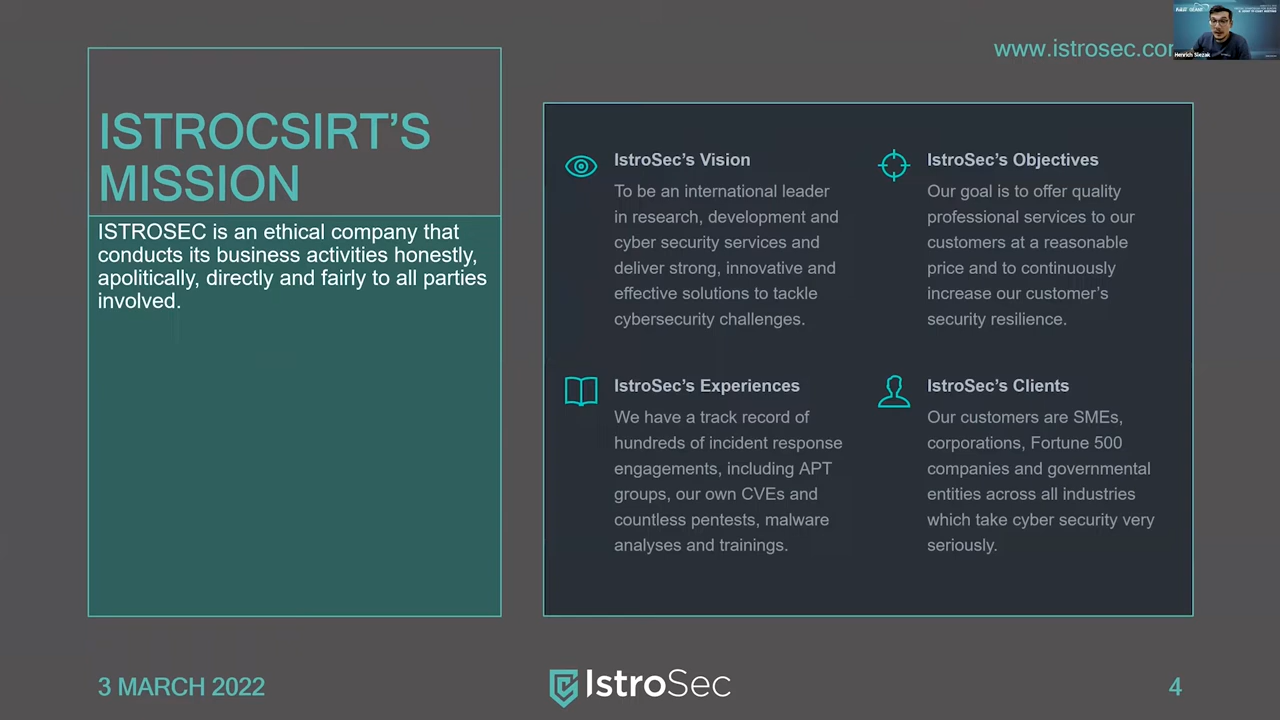 www.istrosec.co
Henrich Slezak
ISTROCSIRT'S
MISSION
ISTROSEC is an ethical company that
conducts its business activities honestly,
apolitically, directly and fairly to all parties
involved.
IstroSec's Vision
To be an international leader
in research, development and
cyber security services and
deliver strong, innovative and
effective solutions to tackle
cybersecurity challenges.
IstroSec's Objectives
Our goal is to offer quality
professional services to our
customers at a reasonable
price and to continuously
increase our customer's
security resilience.
IstroSec's Experiences
We have a track record of
hundreds of incident response
engagements, including APT
groups, our own CVEs and
countless pentests, malware
analyses and trainings.
IstroSec's Clients
Our customers are SMEs,
corporations, Fortune 500
companies and governmental
entities across all industries
which take cyber security very
seriously.
3 MARCH 2022
IstroSec
4